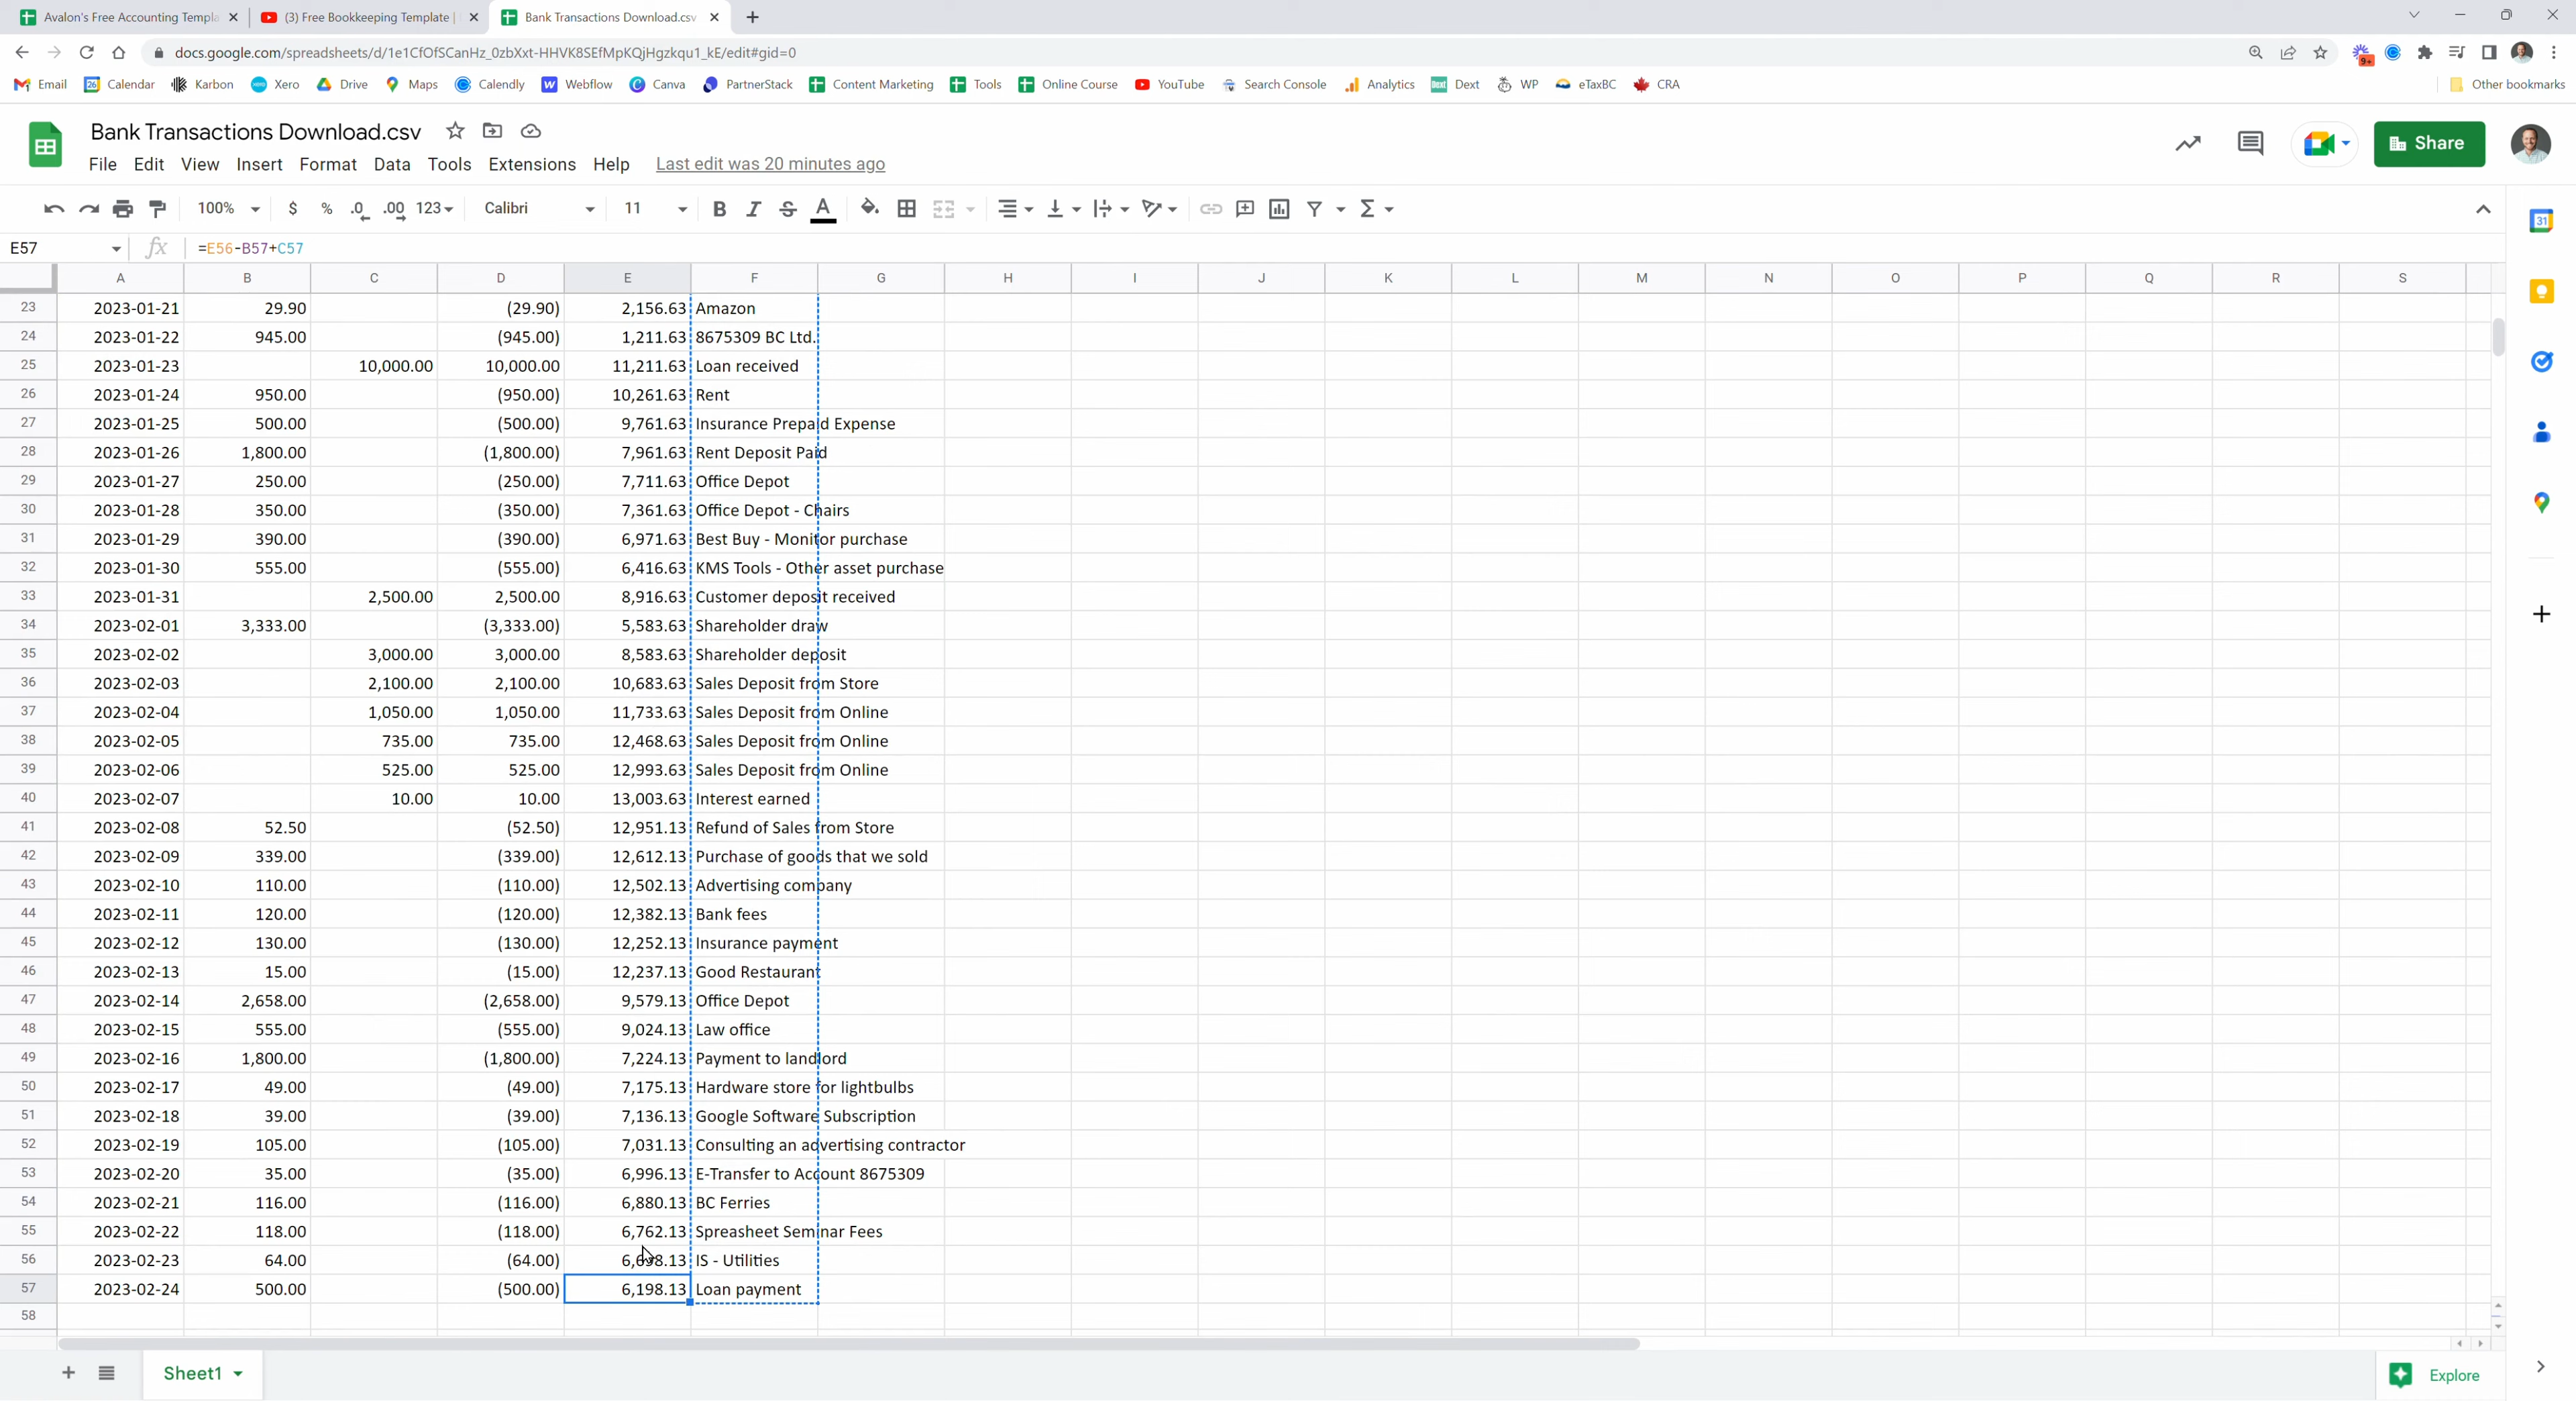 Avalon's Free Accounting Templa
(3) Free Bookkeeping Template |
Bank Transactions Download.csv
docs.google.com/spreadsheets/d/1e1CfOfSCanHz_0zbXxt-HHVK8SEfMpKQjHgzkqu1_kE/edit#gid=0
9+
Email Calendar Karbon Xero Drive Maps Calendly Webflow Canva PartnerStack Content Marketing Tools Online Course YouTube Search Console Analytics Dext WP eTaxBC CRA Other bookmarks
Bank Transactions Download.csv
Share
File Edit View Insert Format Data Tools Extensions Help Last edit was 20 minutes ago
100% $ % .0 .00 123 Calibri 11 B I S A
E57 fx =E56-B57+C57
A B C D E F G H I J K L M N O P Q R S
23 2023-01-21 29.90 (29.90) 2,156.63 Amazon
24 2023-01-22 945.00 (945.00) 1,211.63 8675309 BC Ltd.
25 2023-01-23 10,000.00 10,000.00 11,211.63 Loan received
26 2023-01-24 950.00 (950.00) 10,261.63 Rent
27 2023-01-25 500.00 (500.00) 9,761.63 Insurance Prepaid Expense
28 2023-01-26 1,800.00 (1,800.00) 7,961.63 Rent Deposit Paid
29 2023-01-27 250.00 (250.00) 7,711.63 Office Depot
30 2023-01-28 350.00 (350.00) 7,361.63 Office Depot - Chairs
31 2023-01-29 390.00 (390.00) 6,971.63 Best Buy - Monitor purchase
32 2023-01-30 555.00 (555.00) 6,416.63 KMS Tools - Other asset purchase
33 2023-01-31 2,500.00 2,500.00 8,916.63 Customer deposit received
34 2023-02-01 3,333.00 (3,333.00) 5,583.63 Shareholder draw
35 2023-02-02 3,000.00 3,000.00 8,583.63 Shareholder deposit
36 2023-02-03 2,100.00 2,100.00 10,683.63 Sales Deposit from Store
37 2023-02-04 1,050.00 1,050.00 11,733.63 Sales Deposit from Online
38 2023-02-05 735.00 735.00 12,468.63 Sales Deposit from Online
39 2023-02-06 525.00 525.00 12,993.63 Sales Deposit from Online
40 2023-02-07 10.00 10.00 13,003.63 Interest earned
41 2023-02-08 52.50 (52.50) 12,951.13 Refund of Sales from Store
42 2023-02-09 339.00 (339.00) 12,612.13 Purchase of goods that we sold
43 2023-02-10 110.00 (110.00) 12,502.13 Advertising company
44 2023-02-11 120.00 (120.00) 12,382.13 Bank fees
45 2023-02-12 130.00 (130.00) 12,252.13 Insurance payment
46 2023-02-13 15.00 (15.00) 12,237.13 Good Restaurant
47 2023-02-14 2,658.00 (2,658.00) 9,579.13 Office Depot
48 2023-02-15 555.00 (555.00) 9,024.13 Law office
49 2023-02-16 1,800.00 (1,800.00) 7,224.13 Payment to landlord
50 2023-02-17 49.00 (49.00) 7,175.13 Hardware store for lightbulbs
51 2023-02-18 39.00 (39.00) 7,136.13 Google Software Subscription
52 2023-02-19 105.00 (105.00) 7,031.13 Consulting an advertising contractor
53 2023-02-20 35.00 (35.00) 6,996.13 E-Transfer to Account 8675309
54 2023-02-21 116.00 (116.00) 6,880.13 BC Ferries
55 2023-02-22 118.00 (118.00) 6,762.13 Spreasheet Seminar Fees
56 2023-02-23 64.00 (64.00) 6,698.13 IS - Utilities
57 2023-02-24 500.00 (500.00) 6,198.13 Loan payment
58
Sheet1 Explore